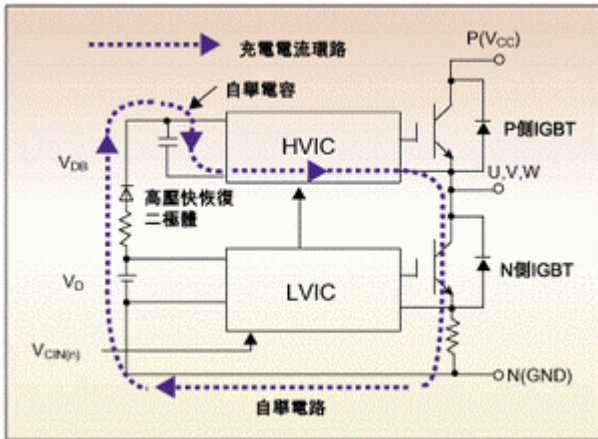 充電電流環路
P(VCC)
自舉電容
HVIC
P側IGBT
VDB
U,V,W
高壓快恢復
二極體
N側IGBT
VD
LVIC
VCIN(n)
N(GND)
自舉電路